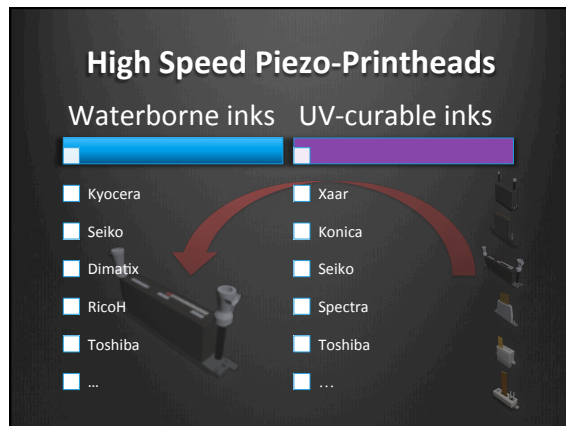 High Speed Piezo-Printheads
Waterborne inks
UV-curable inks
Kyocera
Seiko
Dimatix
RicoH
Toshiba
...
Xaar
Konica
Seiko
Spectra
Toshiba
...